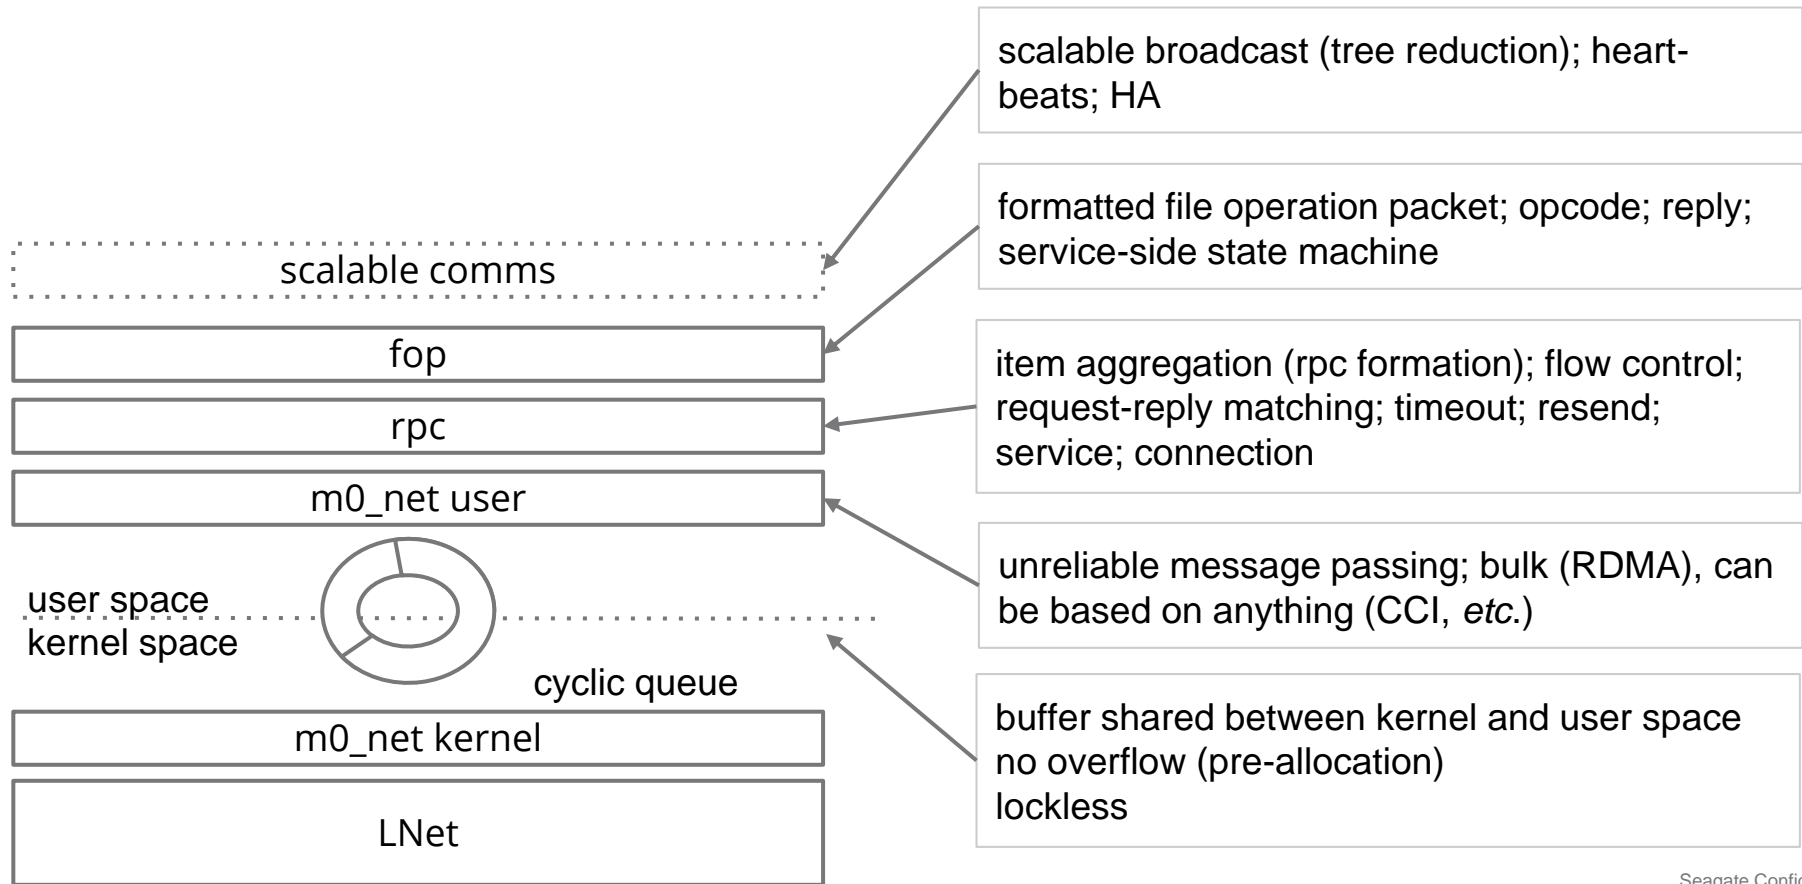 scalable broadcast (tree reduction); heart-
beats; HA
formatted file operation packet; opcode; reply;
service-side state machine
scalable comms
fop
item aggregation (rpc formation); flow control;
request-reply matching; timeout; resend;
service; connection
rpc
m0_net user
unreliable message passing; bulk (RDMA), can
be based on anything (CCI, etc.)
user space
kernel space
cyclic queue
buffer shared between kernel and user space
no overflow (pre-allocation)
lockless
m0_net kernel
LNet
Seagate